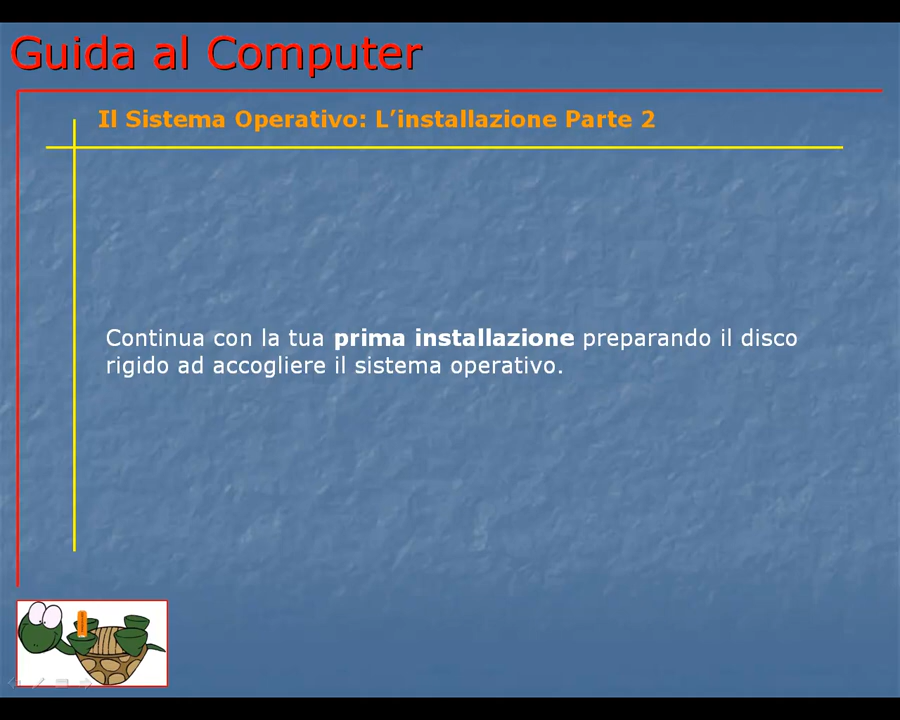 Guida al Computer
Il Sistema Operativo: L’installazione Parte 2
Continua con la tua prima installazione preparando il disco
rigido ad accogliere il sistema operativo.